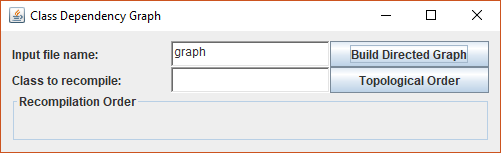 Class Dependency Graph
Input file name: graph Build Directed Graph
Class to recompile: Topological Order
Recompilation Order